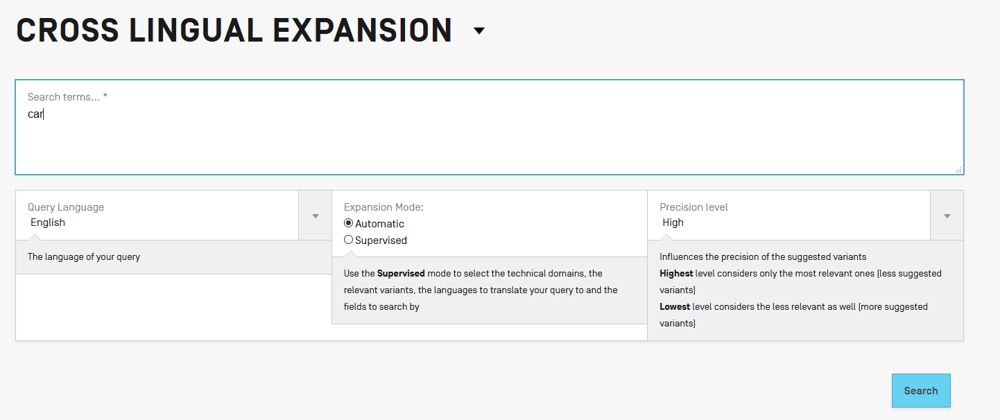 CROSS LINGUAL EXPANSION
Search terms... *
car
Query Language
English
The language of your query
Expansion Mode:
Automatic
Supervised
Use the Supervised mode to select the technical domains, the
relevant variants, the languages to translate your query to and the
fields to search by
Precision level
High
Influences the precision of the suggested variants
Highest level considers only the most relevant ones (less suggested
variants)
Lowest level considers the less relevant as well (more suggested
variants)
Search